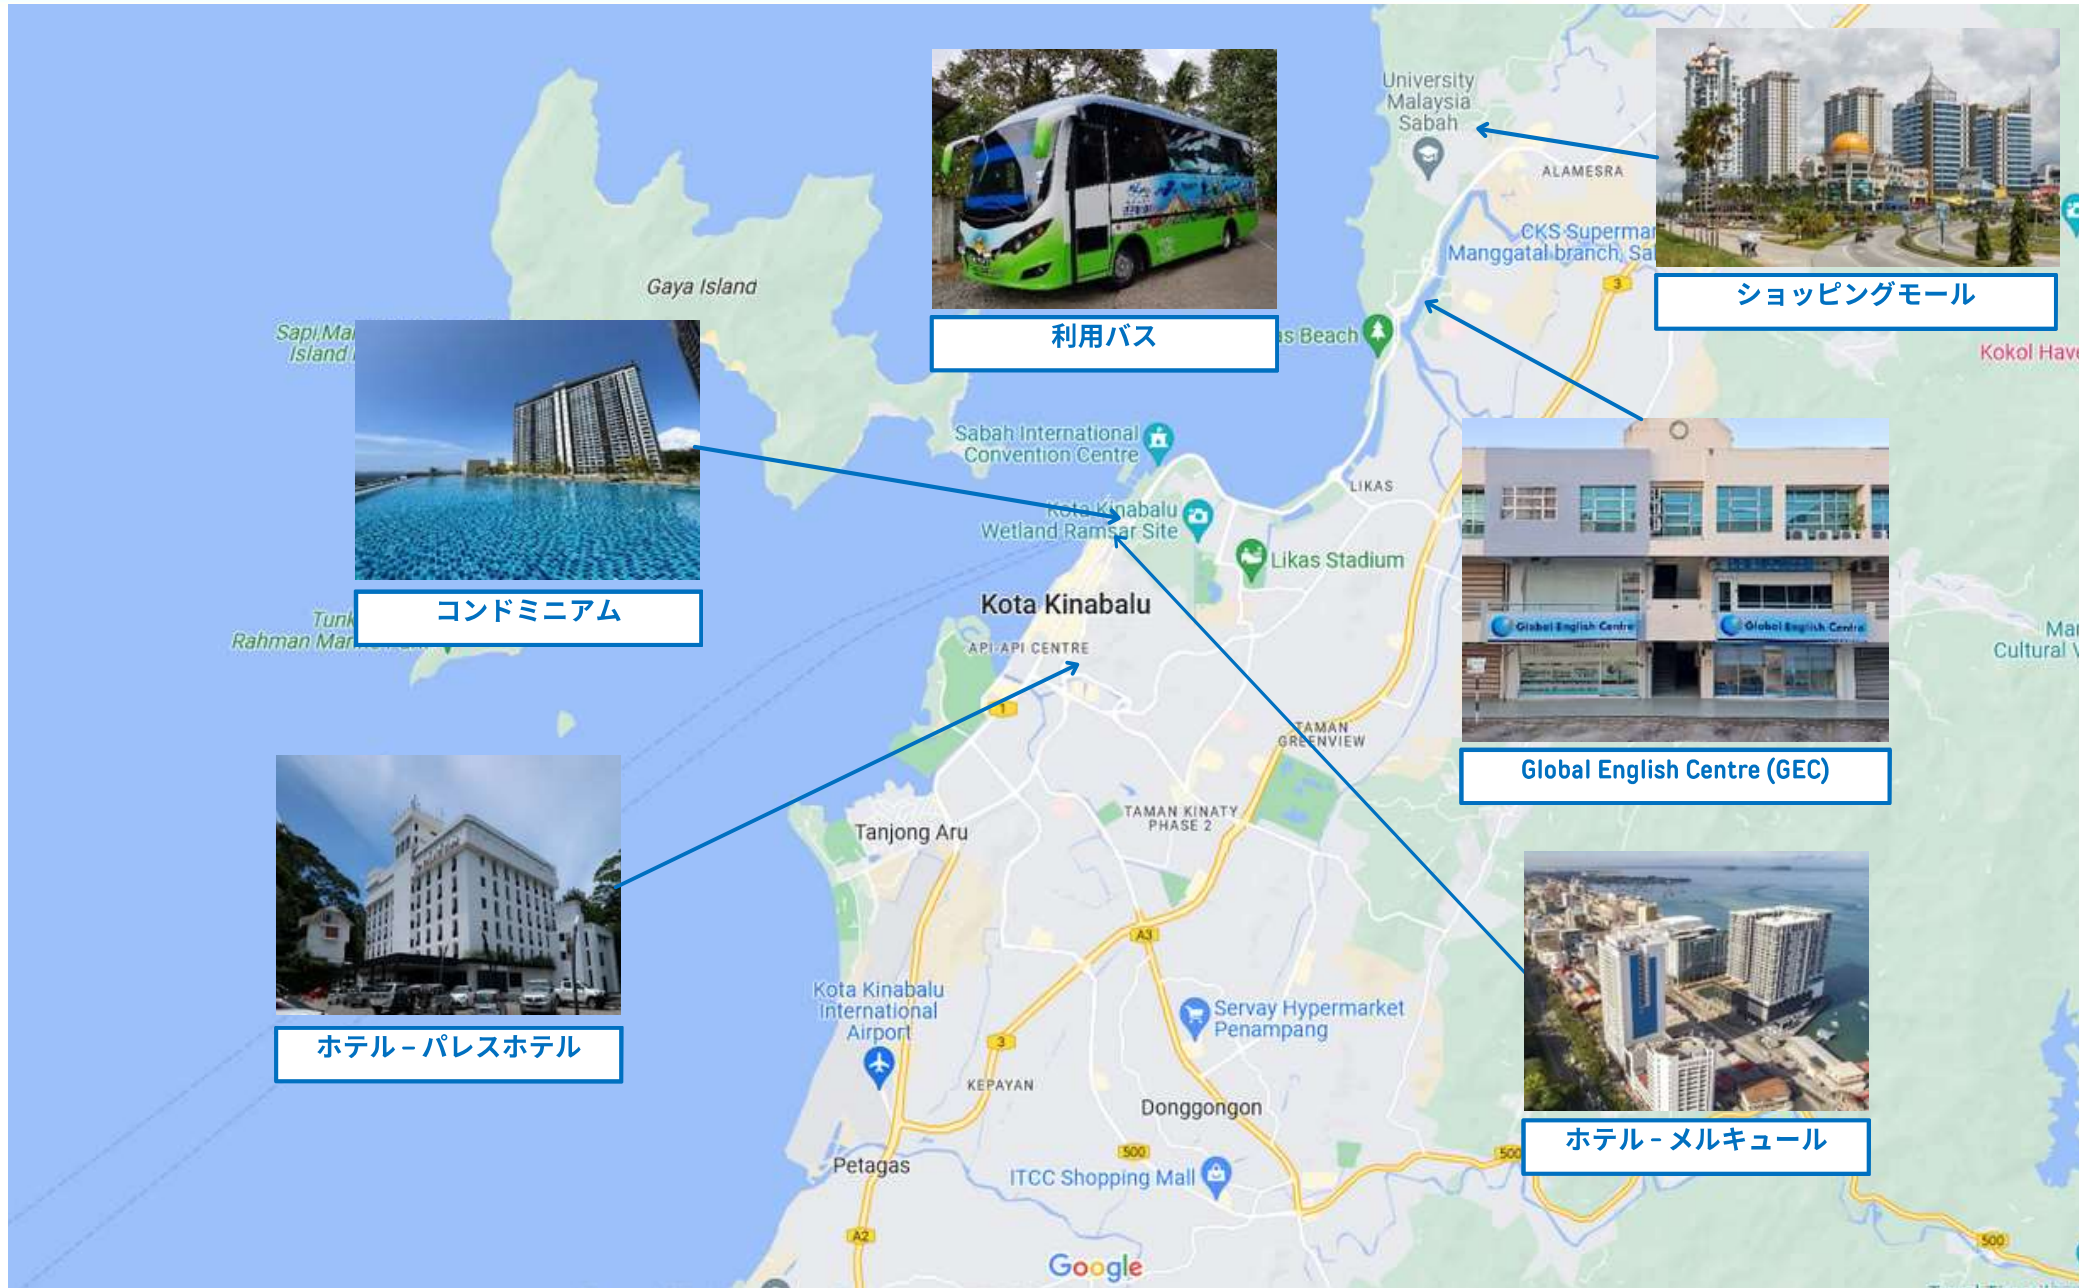 University
Malaysia
Sabah
ALAMESRA
CKS Supermar
Manggatal branch, Sa
3
ショッピングモール
Gaya Island
利用バス
s Beach
Kokol Have
Sapi Ma
Island
Sabah International
Convention Centre
LIKAS
Kota Kinabalu
Wetland Ramsar Site
Likas Stadium
コンドミニアム
Kota Kinabalu
Tunk
Rahman Mar
API-API CENTRE
Global English Centre
Global English Centre
Ma
Cultural V
1
TAMAN
GREENVIEW
Global English Centre (GEC)
TAMAN KINATY
PHASE 2
Tanjong Aru
A3
Kota Kinabalu
International
Airport
Servay Hypermarket
Penampang
ホテル – パレスホテル
3
KEPAYAN
Donggongon
ホテル - メルキュール
500
500
Petagas
ITCC Shopping Mall
A2
500
Google